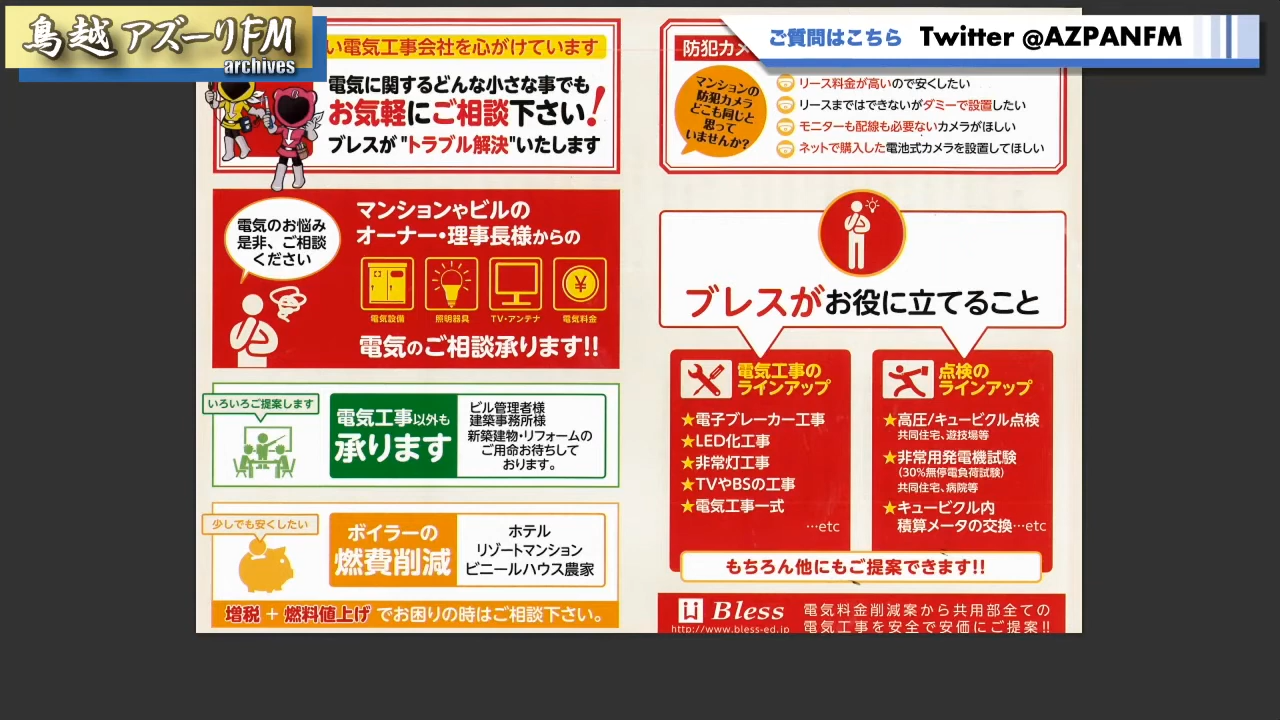 鳥越 アズーリFM
archives
ご質問はこちら Twitter @AZPANFM
い電気工事会社を心がけています
電気に関するどんな小さな事でも
お気軽にご相談下さい!
ブレスが"トラブル解決"いたします
電気のお悩み
是非、ご相談
ください
マンションやビルの
オーナー・理事長様からの
電気設備
照明器具
TV・アンテナ
電気料金
電気のご相談承ります!!
いろいろご提案します
電気工事以外も
承ります
ビル管理者様
建築事務所様
新築建物・リフォームの
ご用命お待ちして
おります。
少しでも安くしたい
ボイラーの
燃費削減
ホテル
リゾートマンション
ビニールハウス農家
増税 + 燃料値上げ でお困りの時はご相談下さい。
防犯カメ
マンションの
防犯カメラ
どこも同じと
思って
いませんか?
リース料金が高いので安くしたい
リースまではできないがダミーで設置したい
モニターも配線も必要ないカメラがほしい
ネットで購入した電池式カメラを設置してほしい
ブレスがお役に立てること
電気工事の
ラインアップ
★電子ブレーカー工事
★LED化工事
★非常灯工事
★TVやBSの工事
★電気工事一式
…etc
点検の
ラインアップ
★高圧/キュービクル点検
共同住宅、遊技場等
★非常用発電機試験
(30%無停電負荷試験)
共同住宅、病院等
★キュービクル内
積算メータの交換…etc
もちろん他にもご提案できます!!
Bless
http://www.bless-ed.jp
電気料金削減案から共用部全ての
電気工事を安全で安価にご提案!!